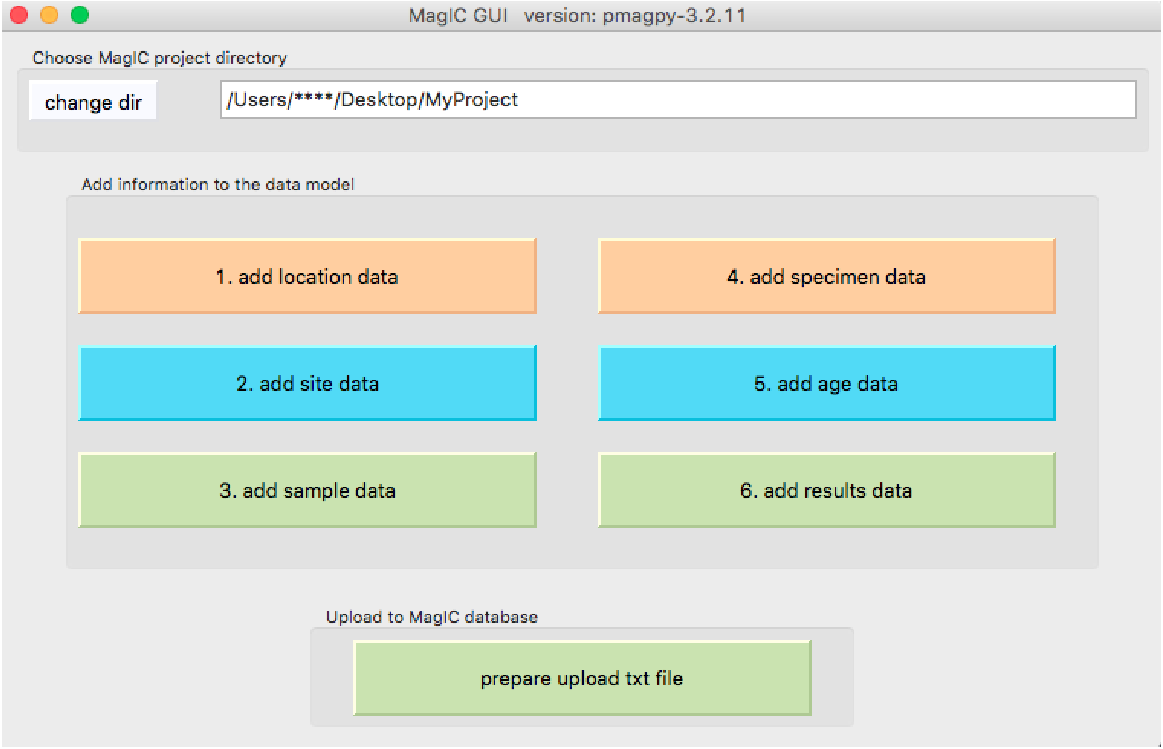 MagIC GUI version: pmagpy-3.2.11
Choose MagIC project directory
change dir
/Users/****/Desktop/MyProject
Add information to the data model
1. add location data
4. add specimen data
2. add site data
5. add age data
3. add sample data
6. add results data
Upload to MagIC database
prepare upload txt file